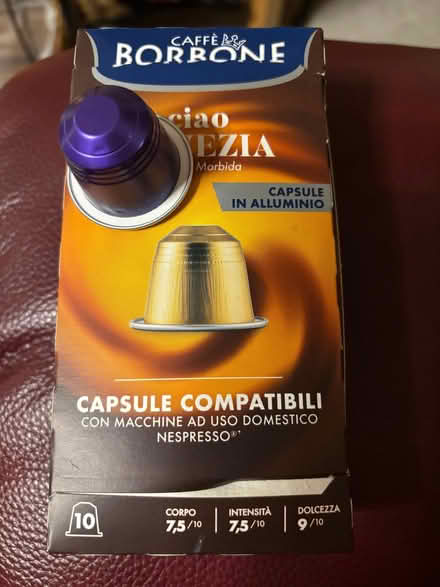 CAFFÈ
BORBONE
ciao
Morbida
CAPSULE
IN ALLUMINIO
CAPSULE COMPATIBILI
CON MACCHINE AD USO DOMESTICO
NESPRESSO®*
10
CORPO
7,5/10
INTENSITÀ
7,5/10
DOLCEZZA
9/10